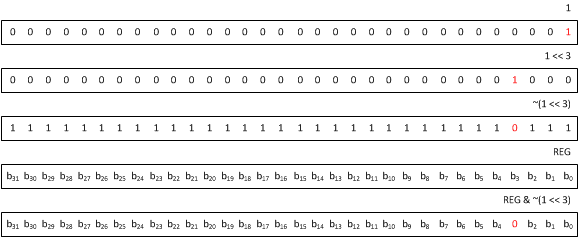 1
0 0 0 0 0 0 0 0 0 0 0 0 0 0 0 0 0 0 0 0 0 0 0 0 0 0 0 0 0 0 0 1
1 << 3
0 0 0 0 0 0 0 0 0 0 0 0 0 0 0 0 0 0 0 0 0 0 0 0 0 0 0 0 1 0 0 0
~(1 << 3)
1 1 1 1 1 1 1 1 1 1 1 1 1 1 1 1 1 1 1 1 1 1 1 1 1 1 1 1 0 1 1 1
REG
b31 b30 b29 b28 b27 b26 b25 b24 b23 b22 b21 b20 b19 b18 b17 b16 b15 b14 b13 b12 b11 b10 b9 b8 b7 b6 b5 b4 b3 b2 b1 b0
REG & ~(1 << 3)
b31 b30 b29 b28 b27 b26 b25 b24 b23 b22 b21 b20 b19 b18 b17 b16 b15 b14 b13 b12 b11 b10 b9 b8 b7 b6 b5 b4 0 b2 b1 b0